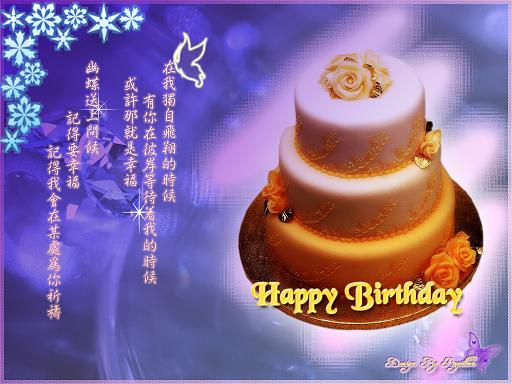 在我獨自飛翔的時候
有你在彼岸等待着我的時候
或許那就是幸福
幽蝶送上問候
記得要幸福
記得我會在某處為你祈禱
Happy Birthday
Design By